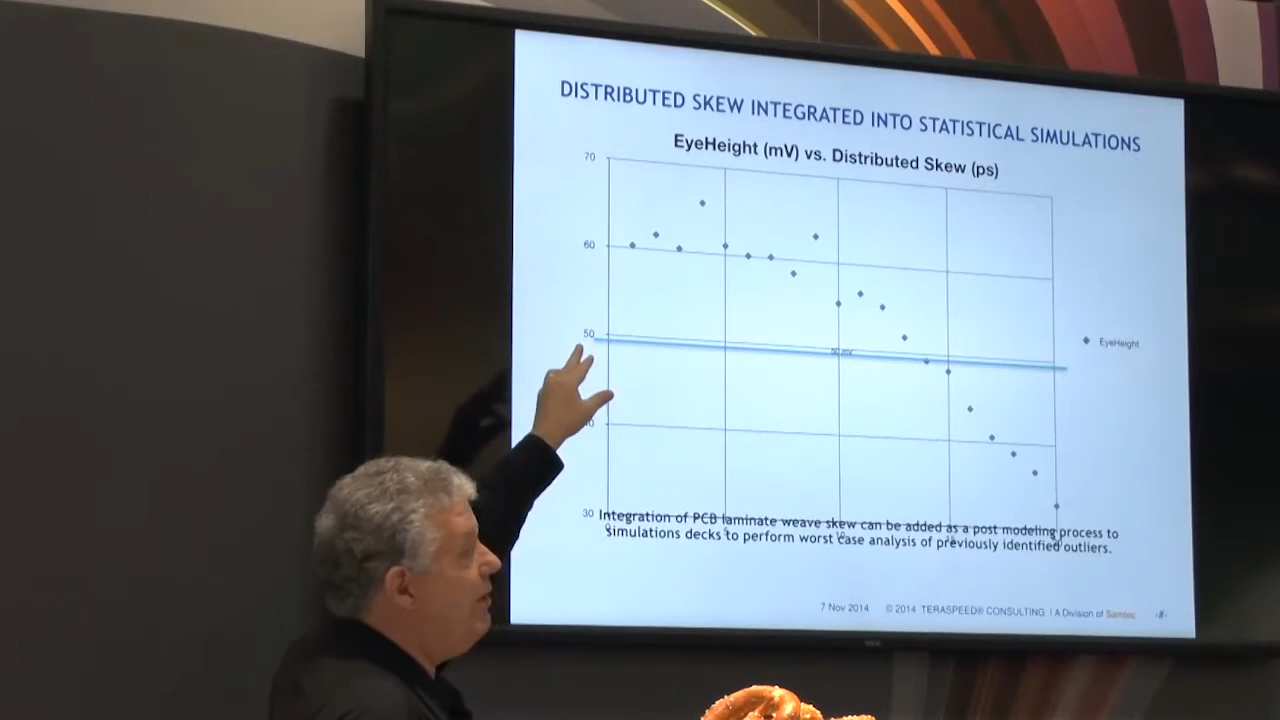 DISTRIBUTED SKEW INTEGRATED INTO STATISTICAL SIMULATIONS
EyeHeight (mV) vs. Distributed Skew (ps)
70
60
50
30
EyeHeight
Integration of PCB laminate weave skew can be added as a post modeling process to
simulations decks to perform worst case analysis of previously identified outliers.
7 Nov 2014 © 2014 TERASPEED® CONSULTING | A Division of Samtec -#-